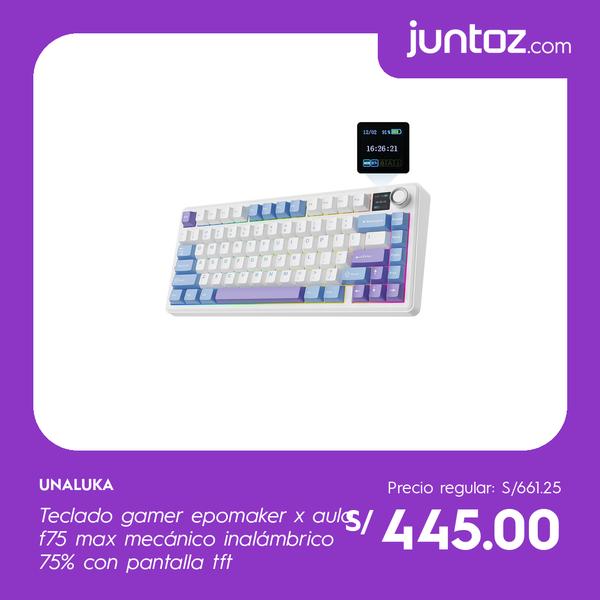 juntoz.com
12/02 91%
16:26:21
UNALUKA
Teclado gamer epomaker x aula
f75 max mecánico inalámbrico
75% con pantalla tft
Precio regular: S/661.25
S/ 445.00